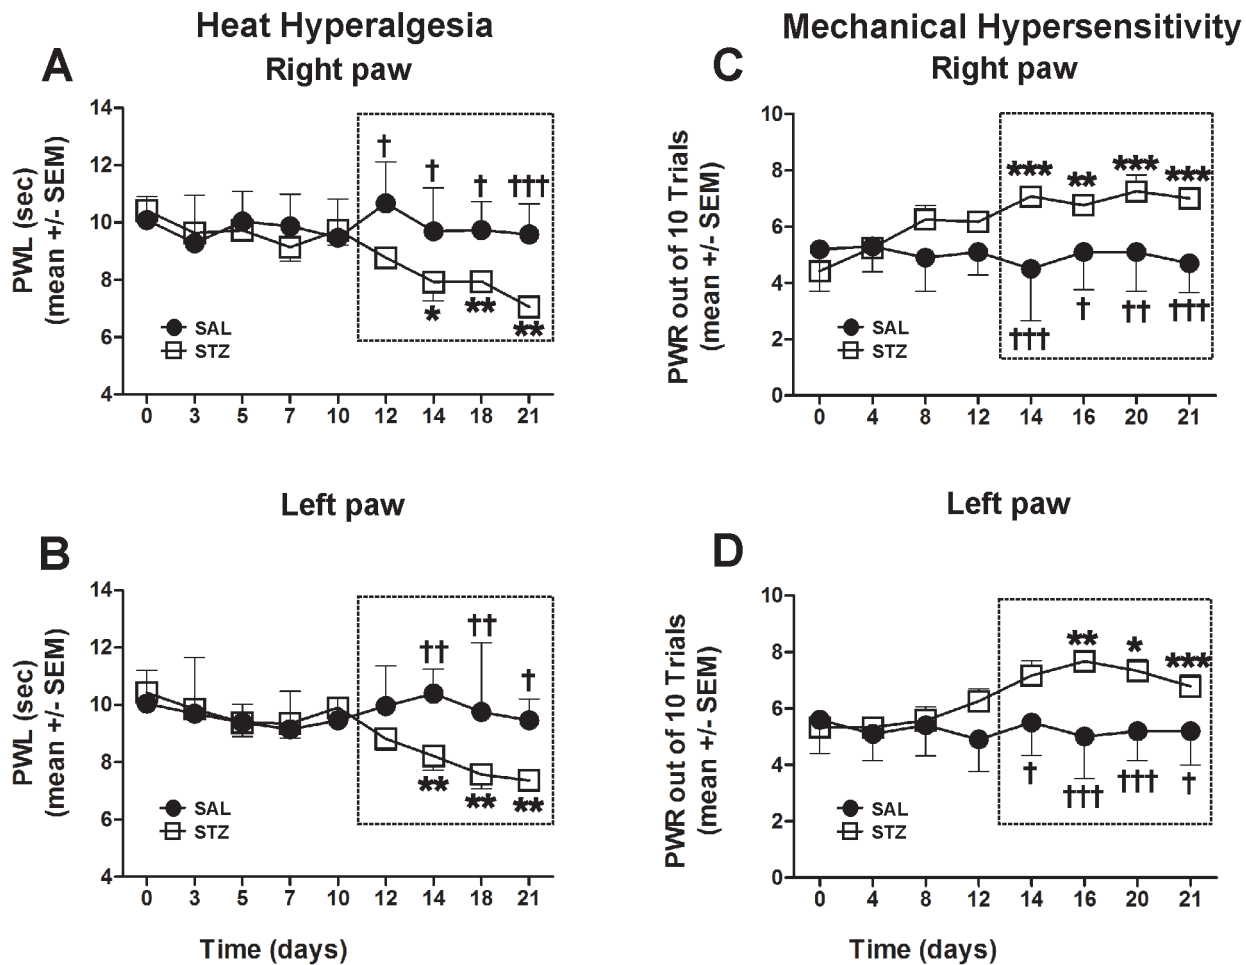 Heat Hyperalgesia
A
Right paw
PWL (sec)
(mean +/- SEM)
14
12
10
8
6
4
† † † †††
* ** **
SAL
STZ
0 3 5 7 10 12 14 18 21
Left paw
B
PWL (sec)
(mean +/- SEM)
14
12
10
8
6
4
†† †† †
** ** **
SAL
STZ
0 3 5 7 10 12 14 18 21
Time (days)
Mechanical Hypersensitivity
C
Right paw
PWR out of 10 Trials
(mean +/- SEM)
10
8
6
4
2
0
*** ** *** ***
††† † †† †††
SAL
STZ
0 4 8 12 14 16 20 21
Left paw
D
PWR out of 10 Trials
(mean +/- SEM)
10
8
6
4
2
0
** * ***
† ††† ††† †
SAL
STZ
0 4 8 12 14 16 20 21
Time (days)